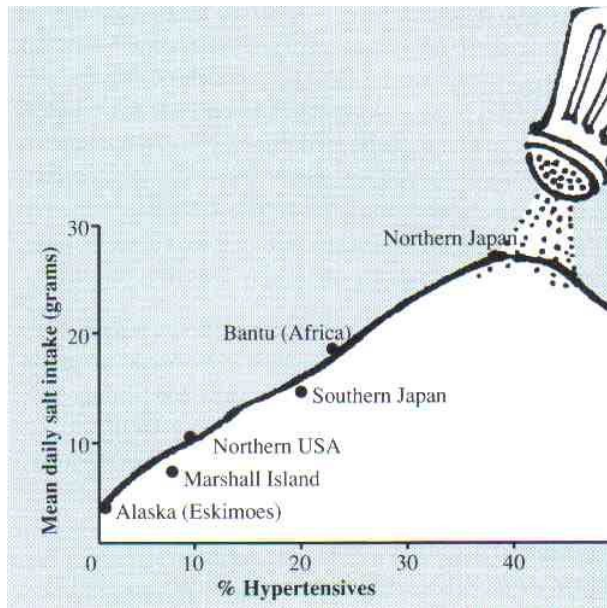 30
Northern Japan
20
Bantu (Africa)
Southern Japan
10
Northern USA
Marshall Island
Alaska (Eskimoes)
Mean daily salt intake (grams)
0
10
20
30
40
% Hypertensives